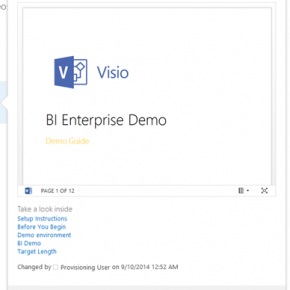 V
Visio
BI Enterprise Demo
Demo Guide
PAGE 1 OF 12
Take a look inside
Setup Instructions
Before You Begin
Demo environment
BI Demo
Target Length
Changed by Provisioning User on 9/10/2014 12:52 AM